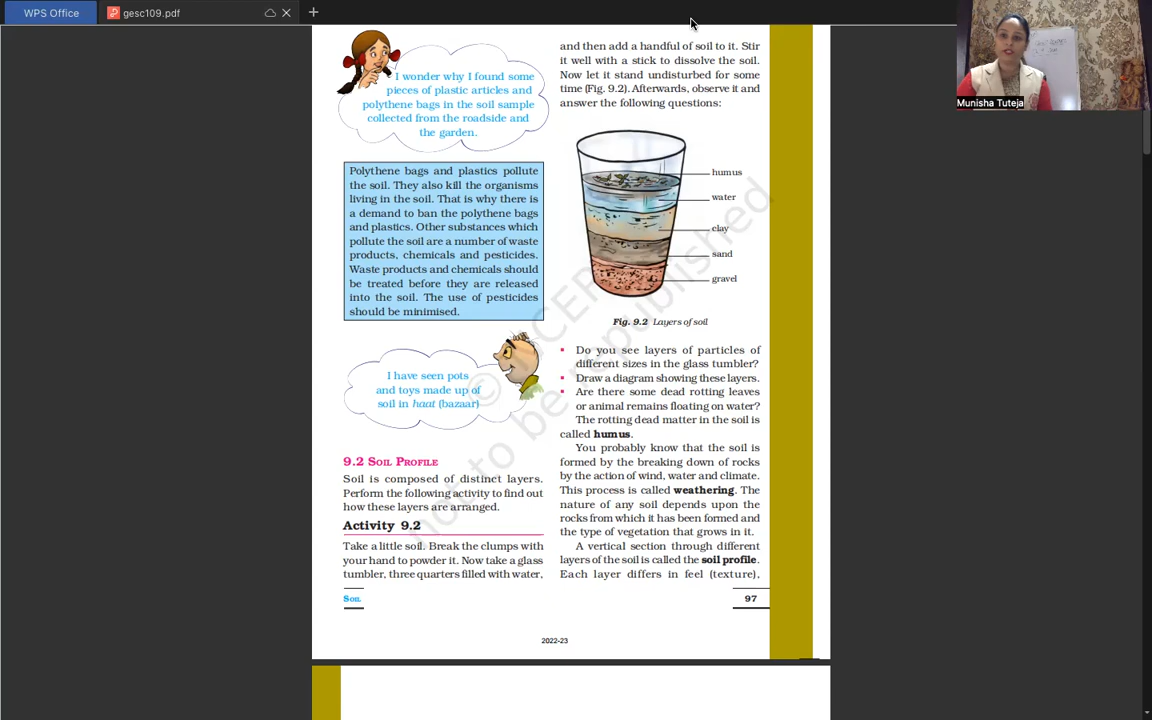 WPS Office
gesc109.pdf
Munisha Tuteja
I wonder why I found some
pieces of plastic articles and
polythene bags in the soil sample
collected from the roadside and
the garden.
Polythene bags and plastics pollute
the soil. They also kill the organisms
living in the soil. That is why there is
a demand to ban the polythene bags
and plastics. Other substances which
pollute the soil are a number of waste
products, chemicals and pesticides.
Waste products and chemicals should
be treated before they are released
into the soil. The use of pesticides
should be minimised.
I have seen pots
and toys made up of
soil in haat (bazaar)
9.2 SOIL PROFILE
Soil is composed of distinct layers.
Perform the following activity to find out
how these layers are arranged.
Activity 9.2
Take a little soil. Break the clumps with
your hand to powder it. Now take a glass
tumbler, three quarters filled with water,
and then add a handful of soil to it. Stir
it well with a stick to dissolve the soil.
Now let it stand undisturbed for some
time (Fig. 9.2). Afterwards, observe it and
answer the following questions:
humus
water
clay
sand
gravel
Fig. 9.2 Layers of soil
Do you see layers of particles of
different sizes in the glass tumbler?
Draw a diagram showing these layers.
Are there some dead rotting leaves
or animal remains floating on water?
The rotting dead matter in the soil is
called humus.
You probably know that the soil is
formed by the breaking down of rocks
by the action of wind, water and climate.
This process is called weathering. The
nature of any soil depends upon the
rocks from which it has been formed and
the type of vegetation that grows in it.
A vertical section through different
layers of the soil is called the soil profile.
Each layer differs in feel (texture),
SOIL
97
2022-23
not to be republished